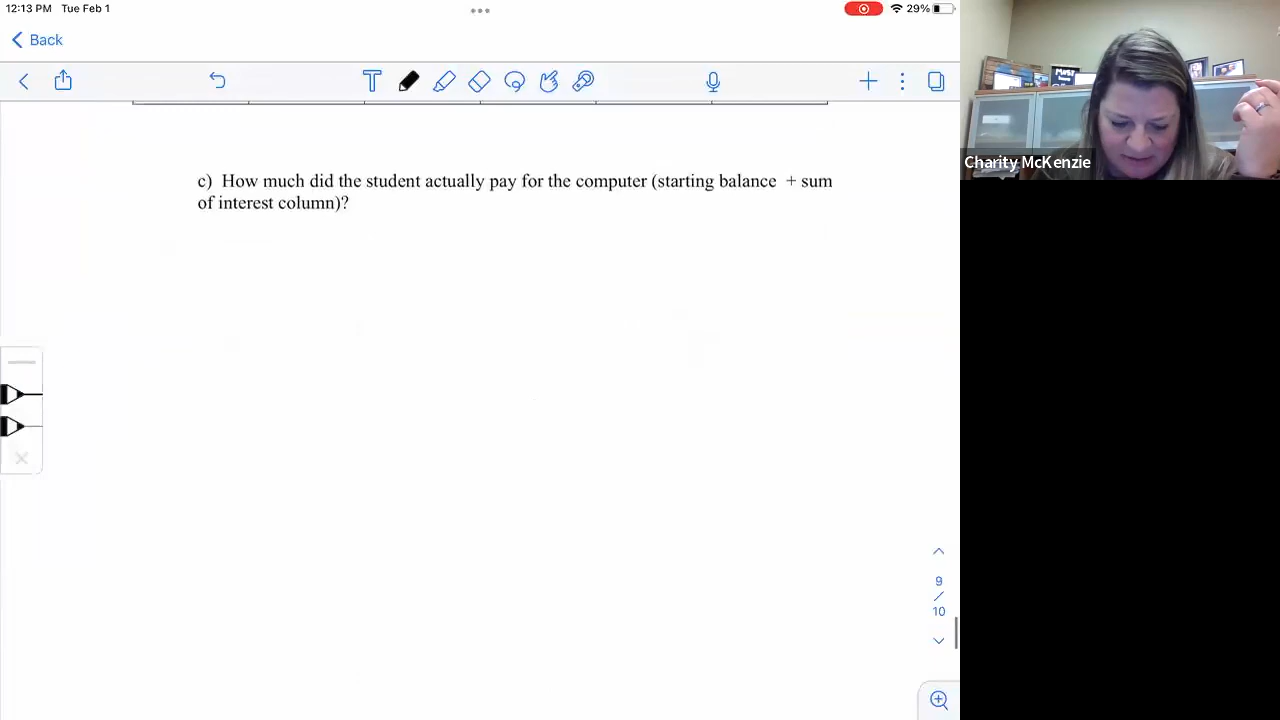 12:13 PM Tue Feb 1
29%
Back
T
c) How much did the student actually pay for the computer (starting balance + sum
of interest column)?
9
/
10
MUST
Charity McKenzie